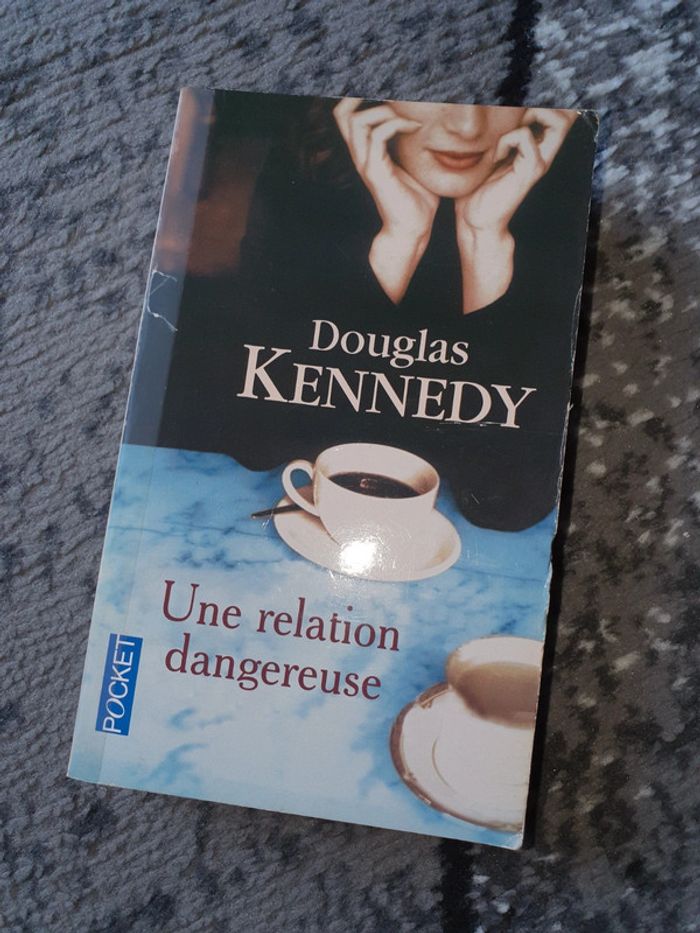 Douglas
KENNEDY
Une relation
dangereuse
POCKET